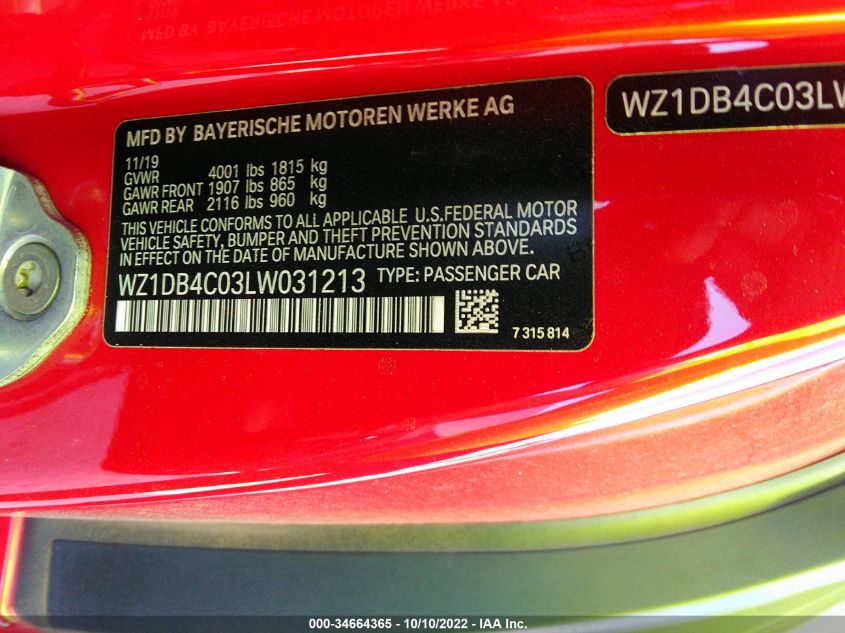 MFD BY BAYERISCHE MOTOREN WERKE AG
11/19
GVWR 4001 lbs 1815 kg
GAWR FRONT 1907 lbs 865 kg
GAWR REAR 2116 lbs 960 kg
THIS VEHICLE CONFORMS TO ALL APPLICABLE U.S.FEDERAL MOTOR
VEHICLE SAFETY, BUMPER AND THEFT PREVENTION STANDARDS
IN EFFECT ON THE DATE OF MANUFACTURE SHOWN ABOVE.
WZ1DB4C03LW031213 TYPE: PASSENGER CAR
7 315 814
WZ1DB4C03LW
000-34664365 - 10/10/2022 - IAA Inc.